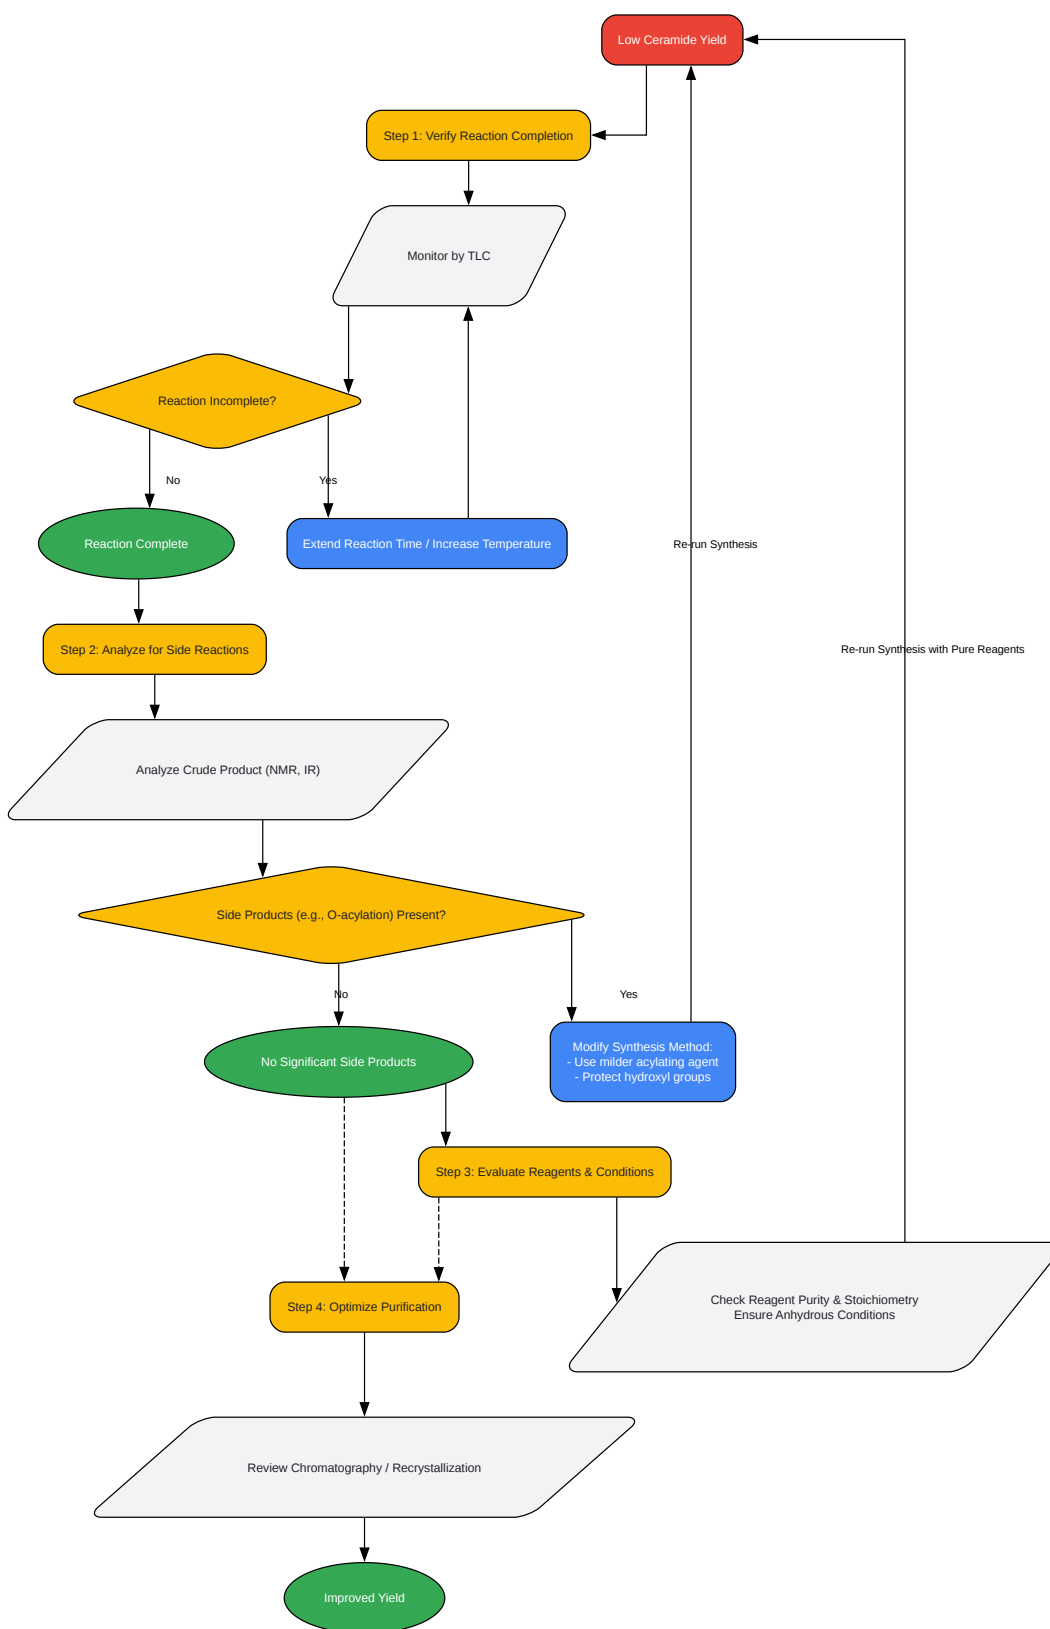 Low Ceramide Yield
Step 1: Verify Reaction Completion
Monitor by TLC
Reaction Incomplete?
No
Yes
Reaction Complete
Extend Reaction Time / Increase Temperature
Re-run Synthesis
Step 2: Analyze for Side Reactions
Re-run Synthesis with Pure Reagents
Analyze Crude Product (NMR, IR)
Side Products (e.g., O-acylation) Present?
No
Yes
No Significant Side Products
Modify Synthesis Method:
- Use milder acylating agent
- Protect hydroxyl groups
Step 3: Evaluate Reagents & Conditions
Step 4: Optimize Purification
Check Reagent Purity & Stoichiometry
Ensure Anhydrous Conditions
Review Chromatography / Recrystallization
Improved Yield